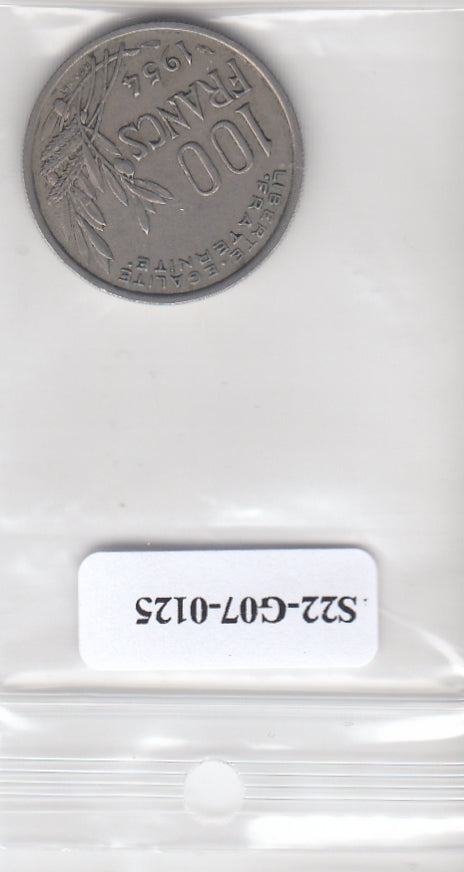 S22-G07-0125
LIBERTE·EGALITE
·FRATERNITE·
100
FRANCS
1954